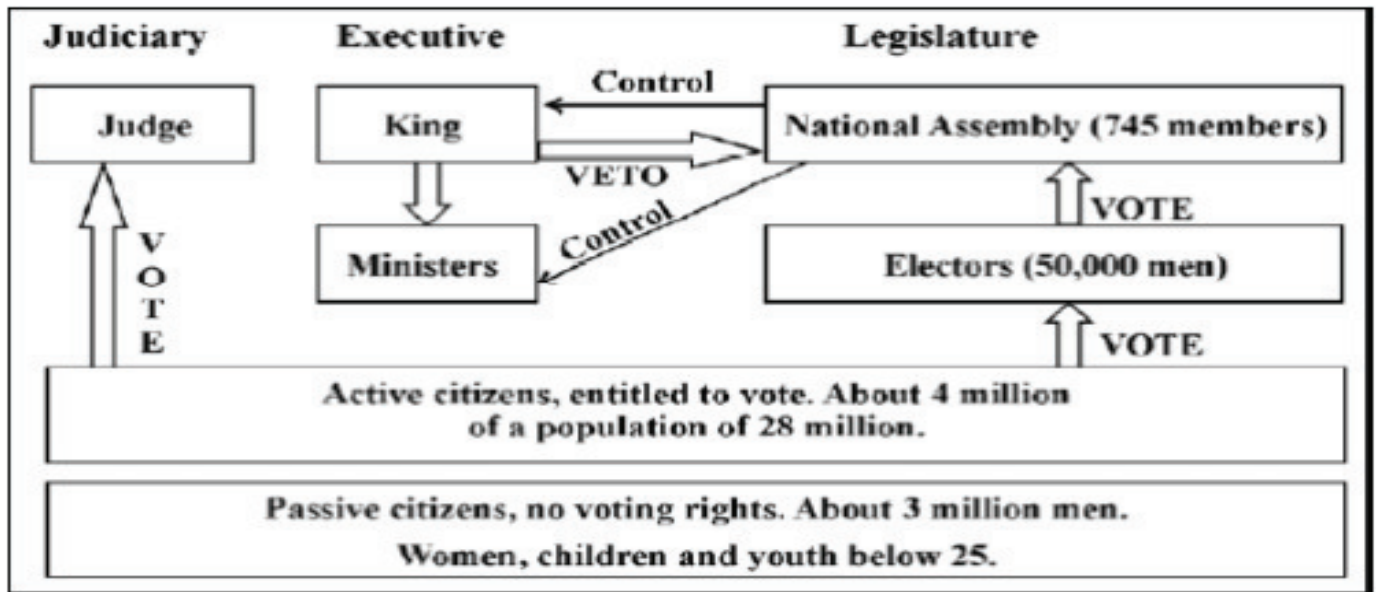 Judiciary
Executive
Legislature
Control
Judge
King
National Assembly (745 members)
VETO
VOTE
Control
Ministers
Electors (50,000 men)
VOTE
VOTE
Active citizens, entitled to vote. About 4 million
of a population of 28 million.
Passive citizens, no voting rights. About 3 million men.
Women, children and youth below 25.